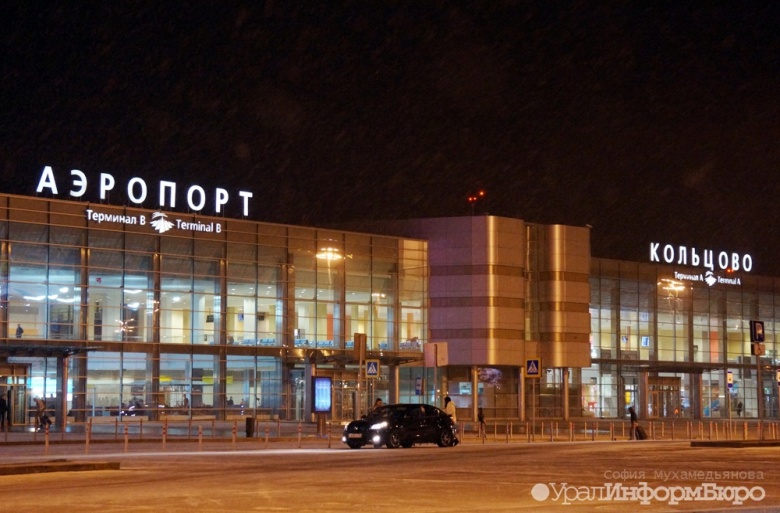 АЭРОПОРТ
Терминал B Terminal B
КОЛЬЦОВО
Терминал A Terminal A
София Мухамедьянова
УралИнформБюро